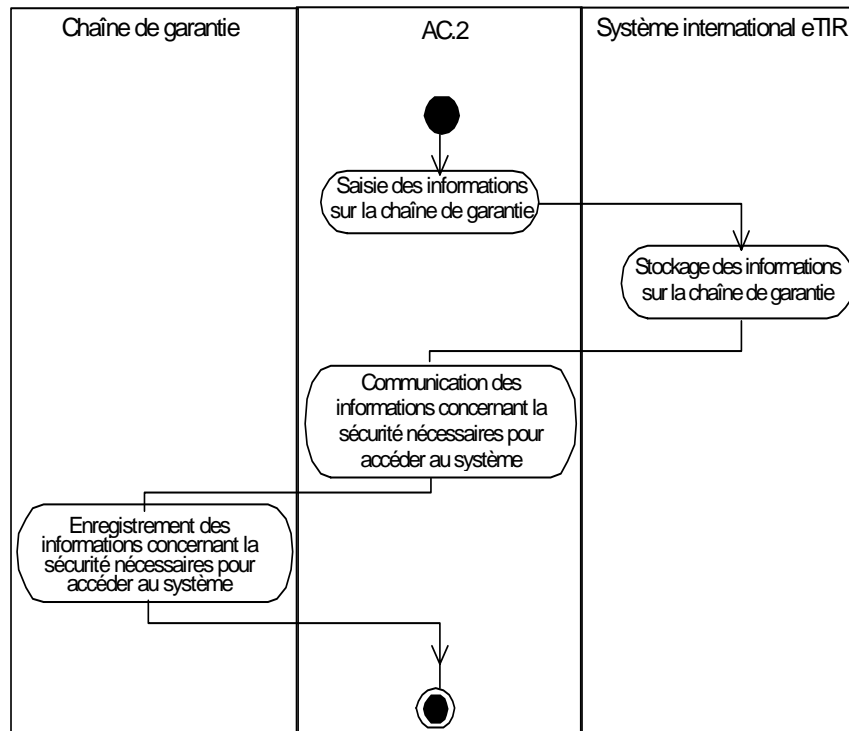 Chaîne de garantie
AC.2
Système international eTIR
Saisie des informations
sur la chaîne de garantie
Stockage des informations
sur la chaîne de garantie
Communication des
informations concernant la
sécurité nécessaires pour
accéder au système
Enregistrement des
informations concernant la
sécurité nécessaires pour
accéder au système